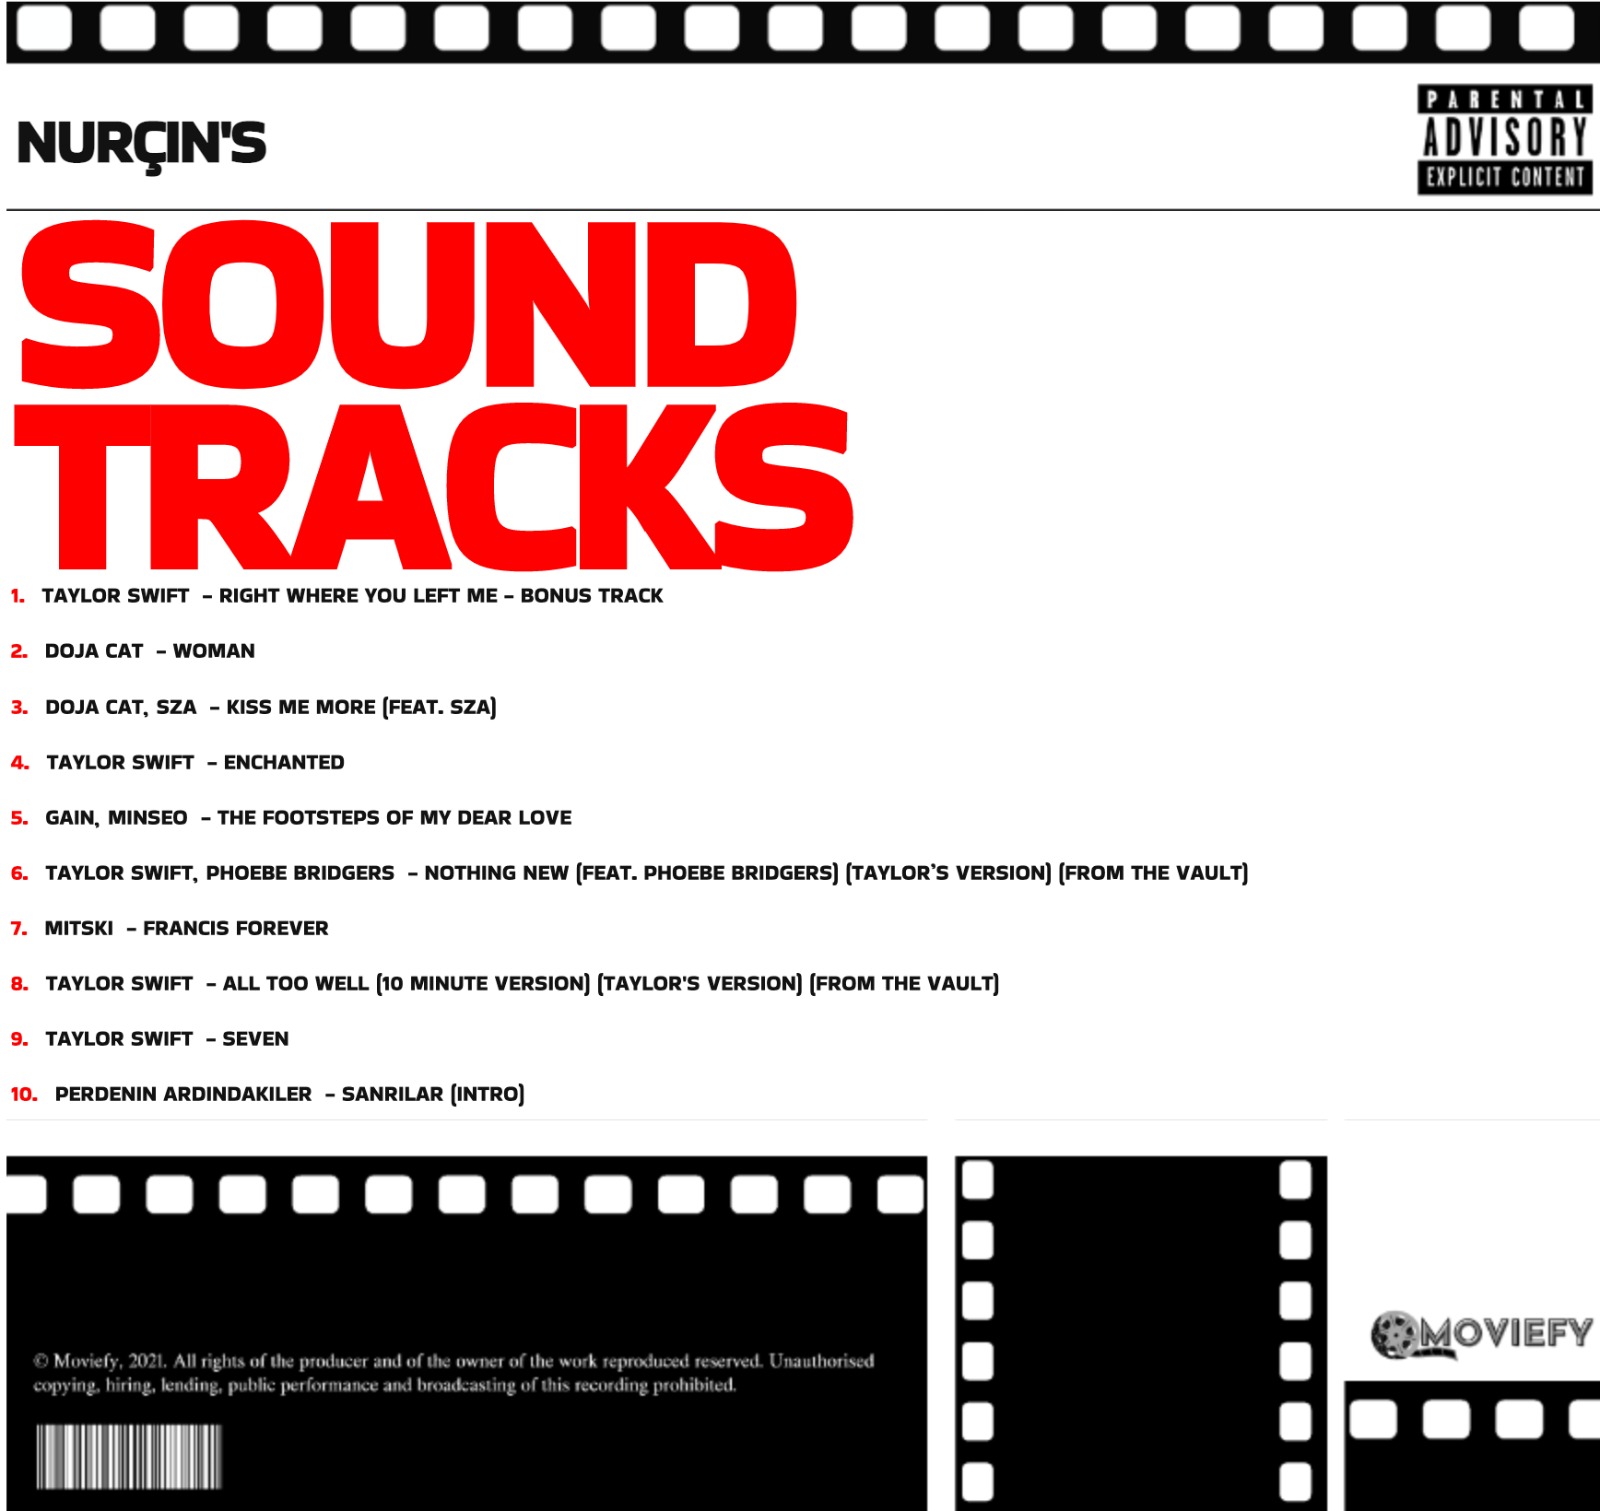 NURÇIN'S
PARENTAL
ADVISORY
EXPLICIT CONTENT
SOUND
TRACKS
1. TAYLOR SWIFT – RIGHT WHERE YOU LEFT ME – BONUS TRACK
2. DOJA CAT – WOMAN
3. DOJA CAT, SZA – KISS ME MORE (FEAT. SZA)
4. TAYLOR SWIFT – ENCHANTED
5. GAIN, MINSEO – THE FOOTSTEPS OF MY DEAR LOVE
6. TAYLOR SWIFT, PHOEBE BRIDGERS – NOTHING NEW (FEAT. PHOEBE BRIDGERS) (TAYLOR’S VERSION) (FROM THE VAULT)
7. MITSKI – FRANCIS FOREVER
8. TAYLOR SWIFT – ALL TOO WELL (10 MINUTE VERSION) (TAYLOR'S VERSION) (FROM THE VAULT)
9. TAYLOR SWIFT – SEVEN
10. PERDENIN ARDINDAKILER – SANRILAR (INTRO)
© Moviefy, 2021. All rights of the producer and of the owner of the work reproduced reserved. Unauthorised
copying, hiring, lending, public performance and broadcasting of this recording prohibited.
MOVIEFY